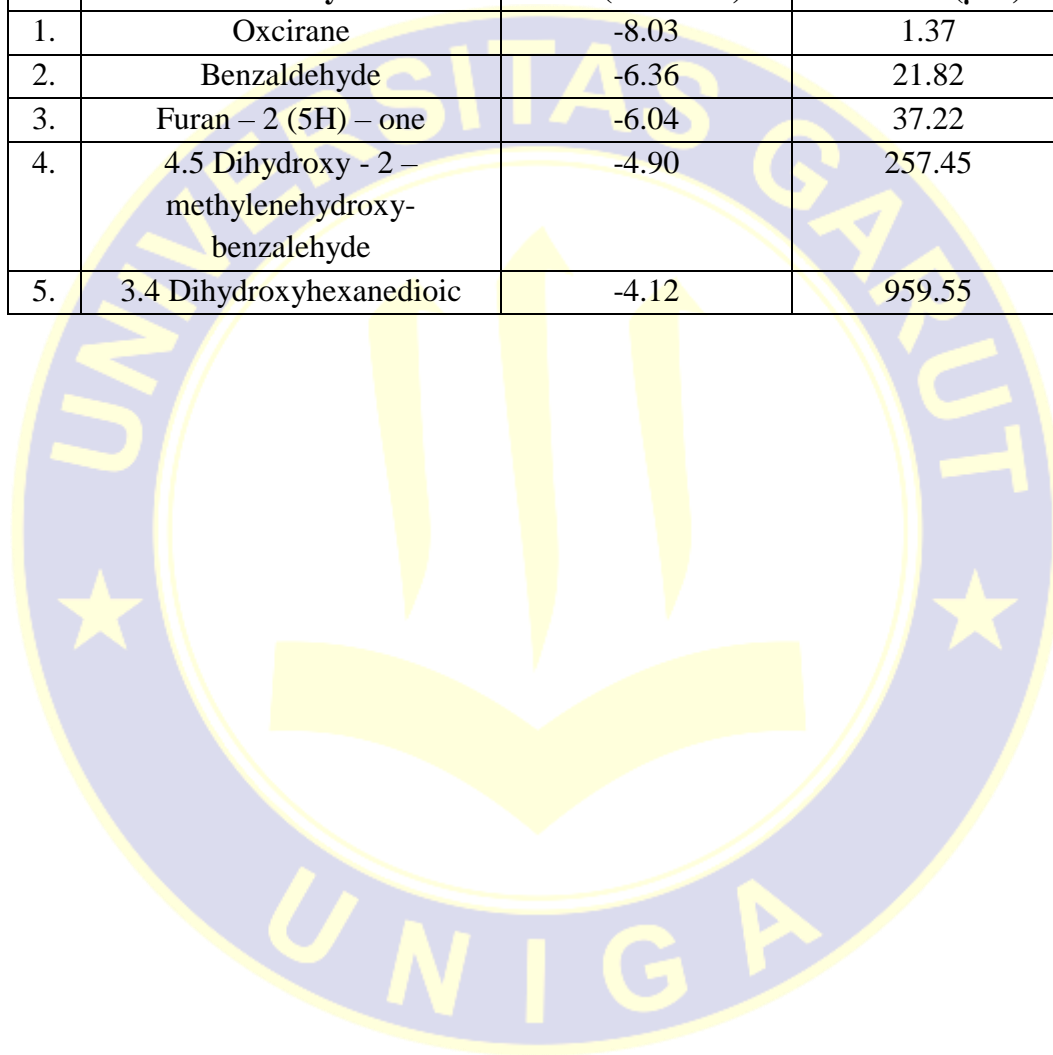 1. Oxcirane -8.03 1.37
2. Benzaldehyde -6.36 21.82
3. Furan – 2 (5H) – one -6.04 37.22
4. 4.5 Dihydroxy - 2 – -4.90 257.45
methylenehydroxy-
benzalehyde
5. 3.4 Dihydroxyhexanedioic -4.12 959.55
UNIVERSITAS GARUT
UNIGA